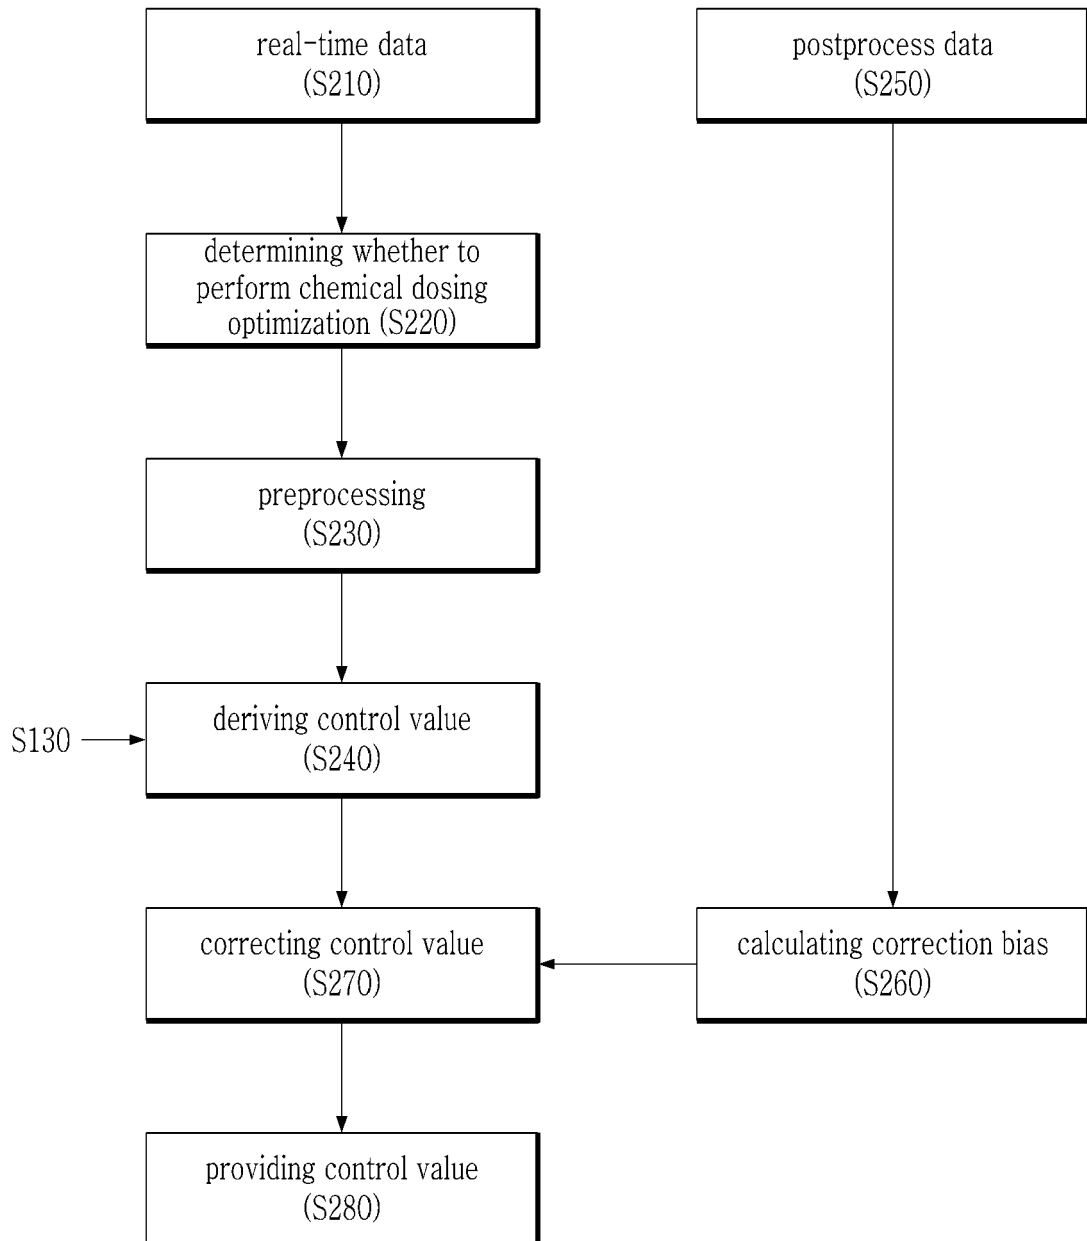 real-time data
(S210)
postprocess data
(S250)
determining whether to
perform chemical dosing
optimization (S220)
preprocessing
(S230)
S130
deriving control value
(S240)
correcting control value
(S270)
calculating correction bias
(S260)
providing control value
(S280)